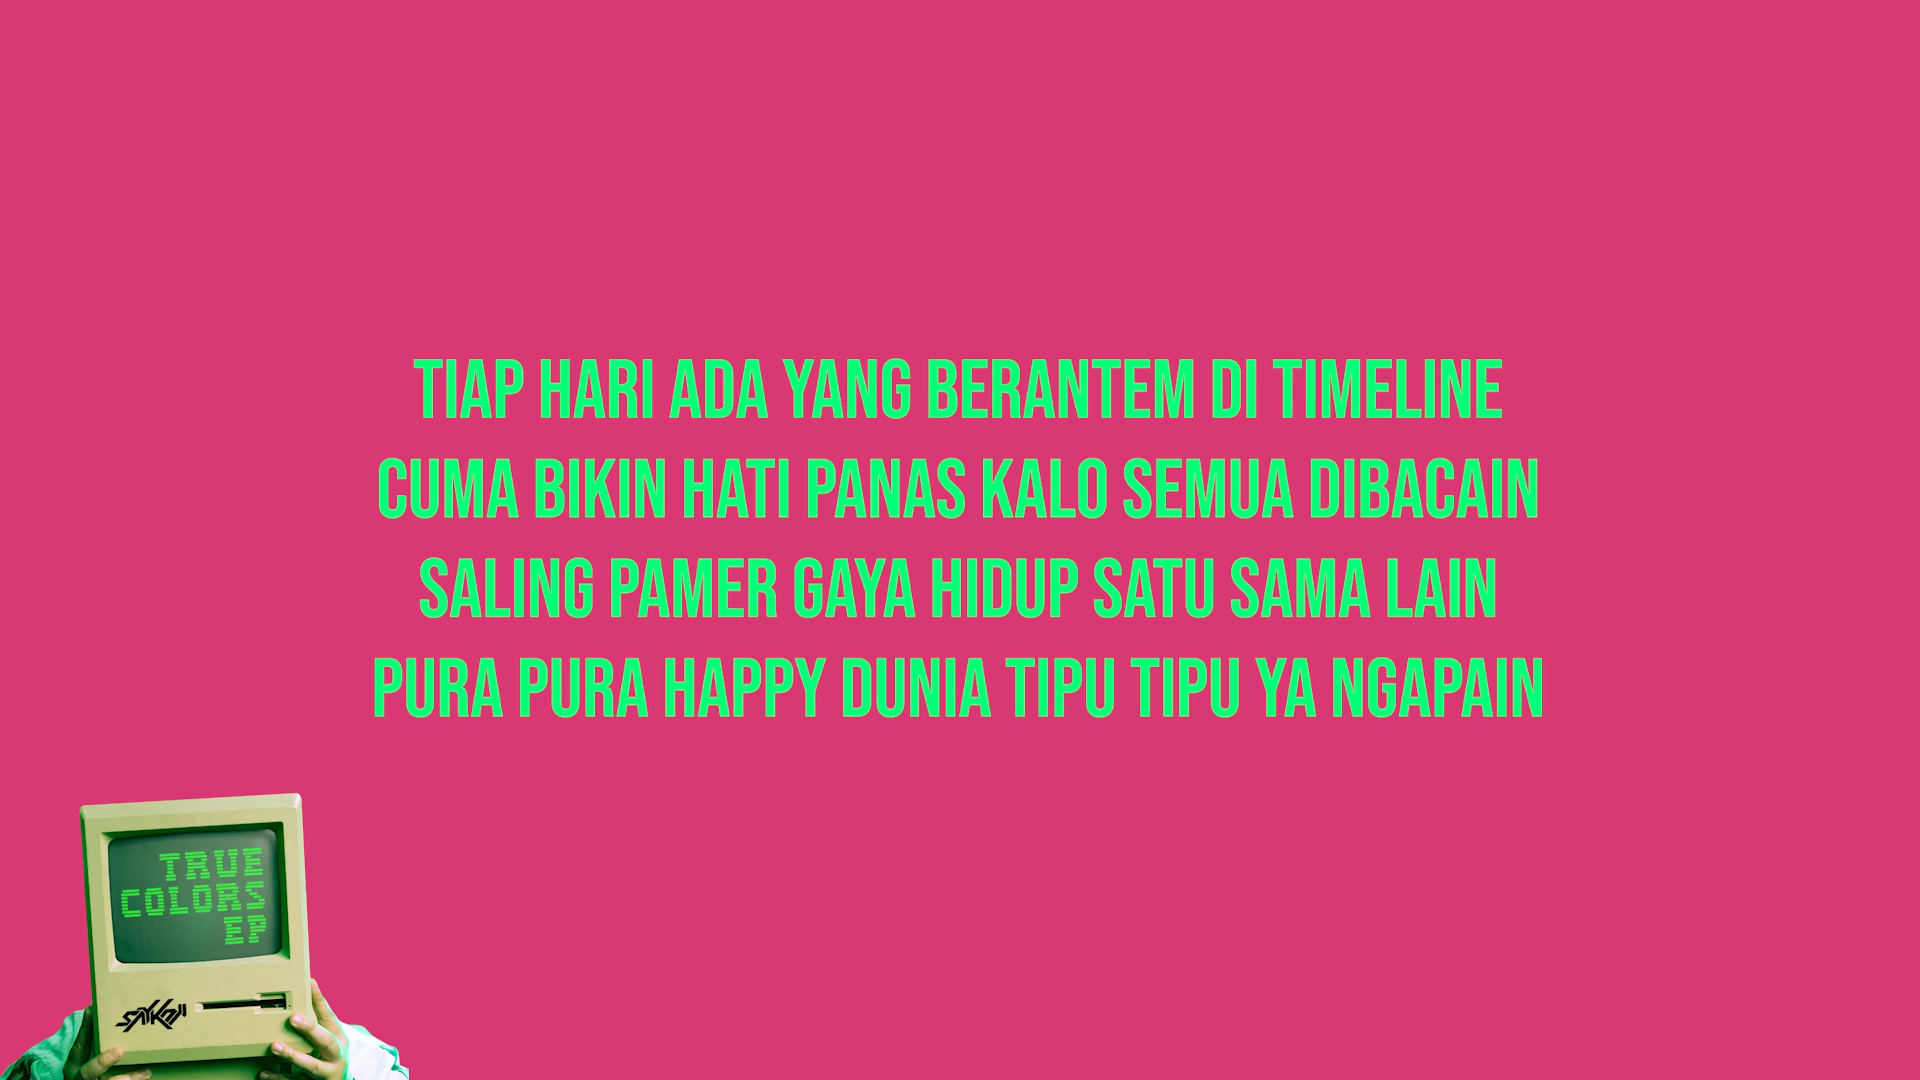 TIAP HARI ADA YANG BERANTEM DI TIMELINE
CUMA BIKIN HATI PANAS KALO SEMUA DIBACAIN
SALING PAMER GAYA HIDUP SATU SAMA LAIN
PURA PURA HAPPY DUNIA TIPU TIPU YA NGAPAIN
TRUE
COLORS
EP
SAYKOJI